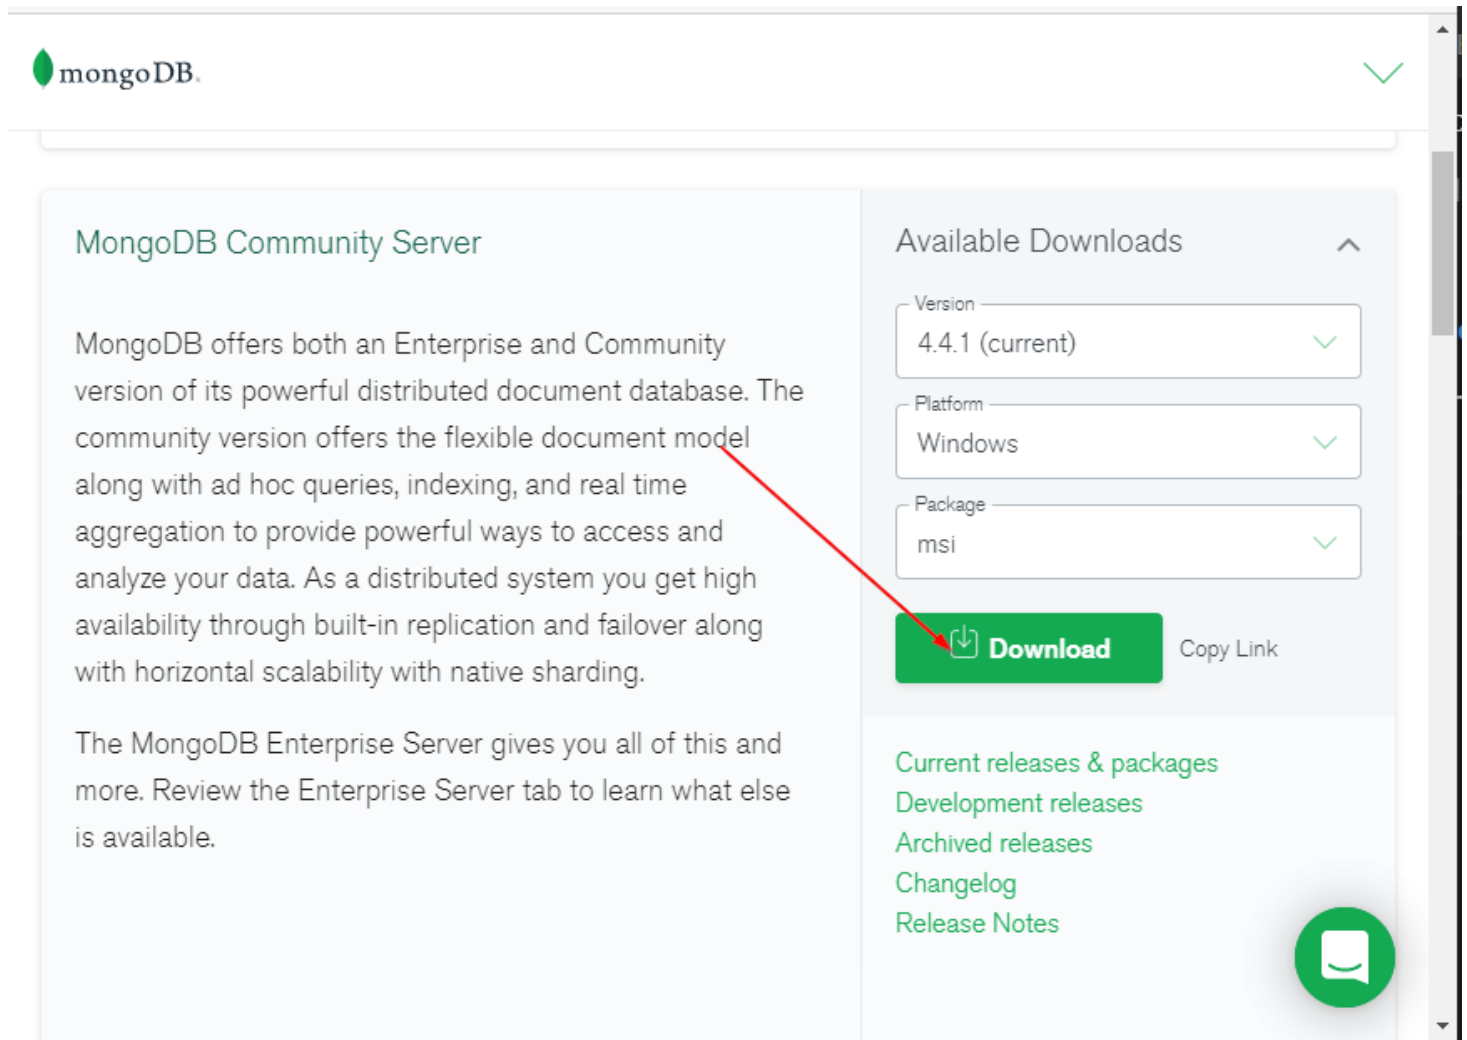 mongoDB.
MongoDB Community Server
MongoDB offers both an Enterprise and Community
version of its powerful distributed document database. The
community version offers the flexible document model
along with ad hoc queries, indexing, and real time
aggregation to provide powerful ways to access and
analyze your data. As a distributed system you get high
availability through built-in replication and failover along
with horizontal scalability with native sharding.
The MongoDB Enterprise Server gives you all of this and
more. Review the Enterprise Server tab to learn what else
is available.
Available Downloads
Version
4.4.1 (current)
Platform
Windows
Package
msi
Download
Copy Link
Current releases & packages
Development releases
Archived releases
Changelog
Release Notes